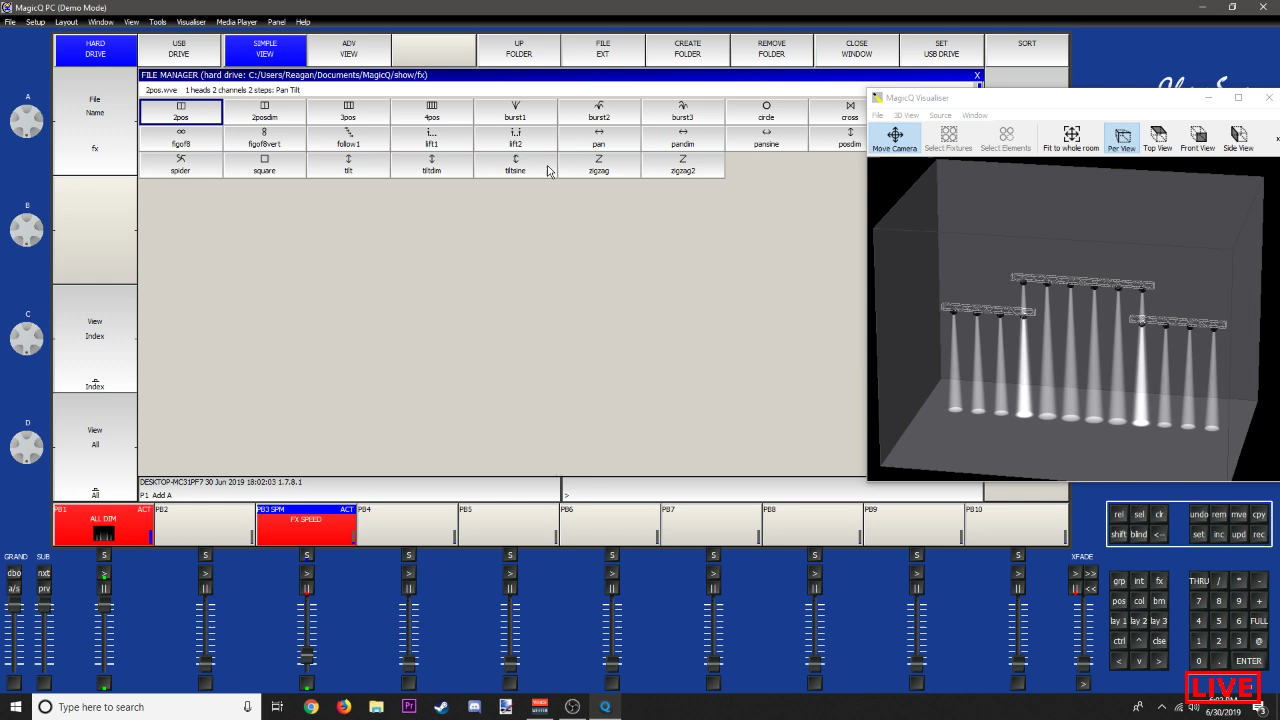 MagicQ PC (Demo Mode)
File Setup Layout Window View Tools Visualiser Media Player Panel Help
HARD DRIVE
USB DRIVE
SIMPLE VIEW
ADV VIEW
UP FOLDER
FILE EXT
CREATE FOLDER
REMOVE FOLDER
CLOSE WINDOW
SET USB DRIVE
SORT
FILE MANAGER (hard drive: C:/Users/Reagan/Documents/MagicQ/show/fx) X
2pos.wve 1 heads 2 channels 2 steps: Pan Tilt
2pos 2posdim 3pos 4pos burst1 burst2 burst3 circle cross
figof8 figof8vert follow1 lift1 lift2 pan pandim pansine posdim
spider square tilt tiltdim tiltsine zigzag zigzag2
A
File
Name
fx
B
C
View
Index
Index
D
View
All
All
MagicQ Visualiser
File 3D View Source Window
Move Camera Select Fixtures Select Elements Fit to whole room Per View Top View Front View Side View
DESKTOP-MC31PF7 30 Jun 2019 18:02:03 1.7.8.1
P1 Add A
>
PB1 ACT
ALL DIM
PB2
PB3 SPM ACT
FX SPEED
PB4
PB5
PB6
PB7
PB8
PB9
PB10
GRAND SUB
dbo nxt
a/s prv
S S S S S S S S S S
> > > > > > > > > >
XFADE
> >>
|| <<
>
rel sel clr undo rem mve cpy
shift blind <-- set inc upd rec
grp int fx THRU / * -
pos col bm 7 8 9 +
lay 1 lay 2 lay 3 4 5 6 FULL
ctrl ^ clse 1 2 3 @
< v > 0 . ENTER
LIVE
Type here to search
6/30/2019